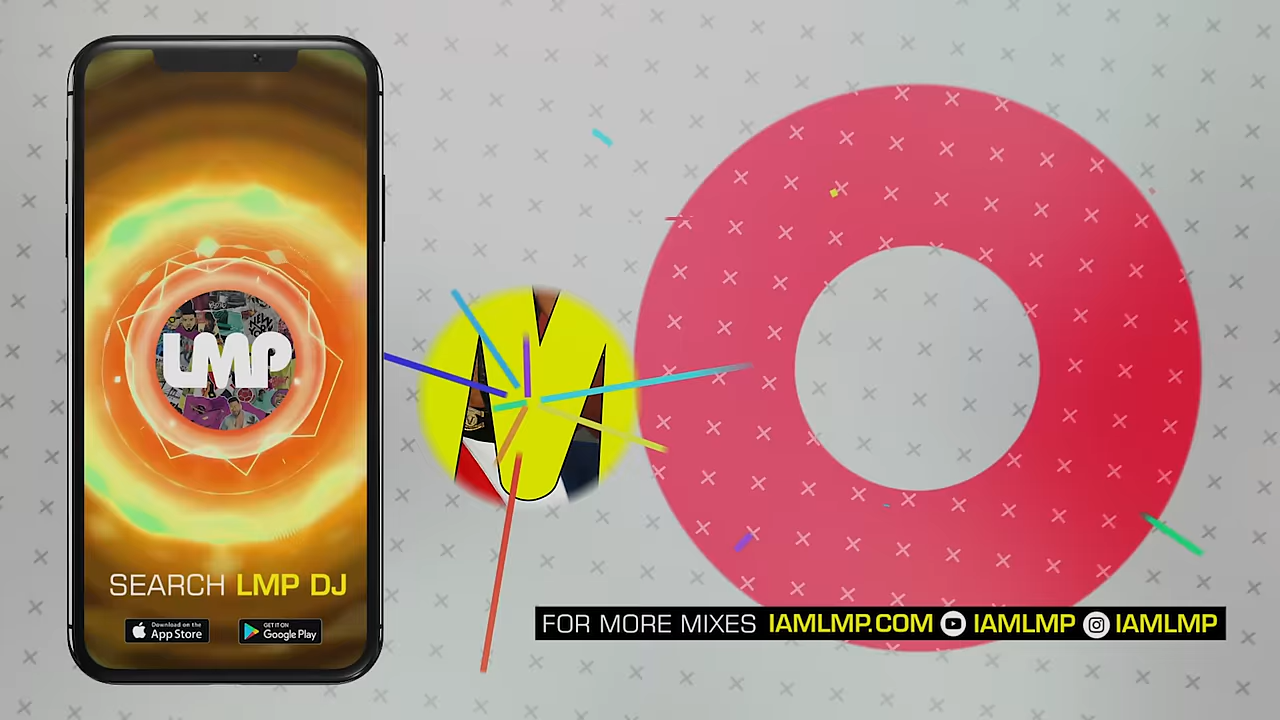 LMP
SEARCH LMP DJ
Download on the
App Store
GET IT ON
Google Play
FOR MORE MIXES IAMLMP.COM IAMLMP IAMLMP